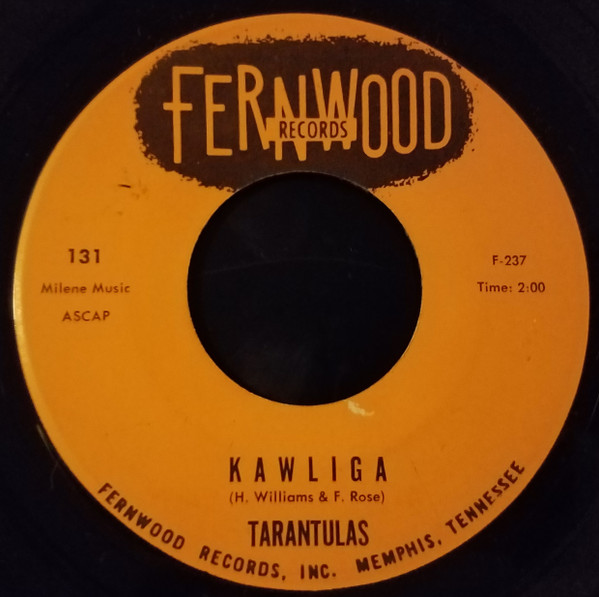 FERNWOOD
RECORDS
131
Milene Music
ASCAP
F-237
Time: 2:00
KAWLIGA
(H. Williams & F. Rose)
TARANTULAS
FERNWOOD RECORDS, INC. MEMPHIS, TENNESSEE